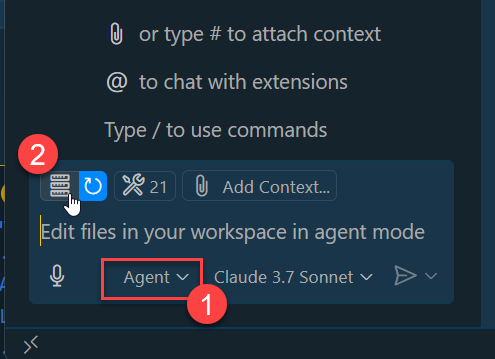 or type # to attach context
@ to chat with extensions
Type / to use commands
2
21 Add Context...
Edit files in your workspace in agent mode
Agent Claude 3.7 Sonnet
1